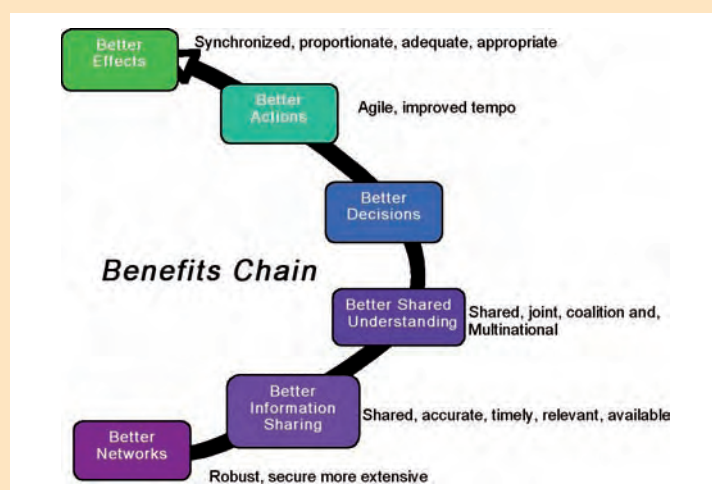 Better
Effects
Synchronized, proportionate, adequate, appropriate
Better
Actions
Agile, improved tempo
Better
Decisions
Benefits Chain
Better Shared
Understanding
Shared, joint, coalition and,
Multinational
Better
Information
Sharing
Shared, accurate, timely, relevant, available
Better
Networks
Robust, secure more extensive